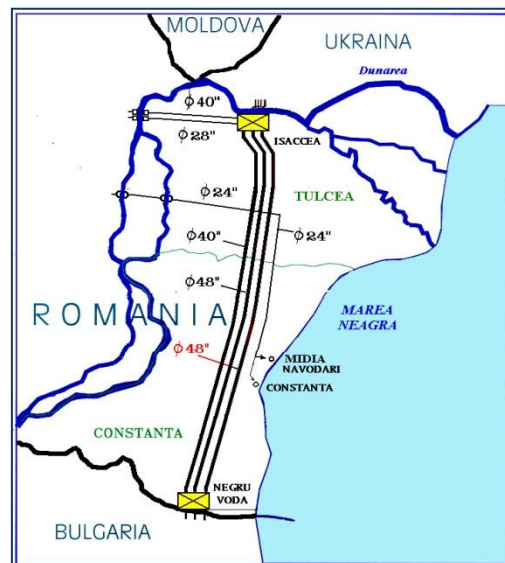 MOLDOVA
UKRAINA
Dunarea
ϕ40"
ϕ28"
ISACCEA
ϕ24"
TULCEA
ϕ40"
ϕ24"
ϕ48"
ROMANIA
MAREA
NEAGRA
ϕ48"
MIDIA
NAVODARI
CONSTANTA
CONSTANTA
NEGRU
VODA
BULGARIA